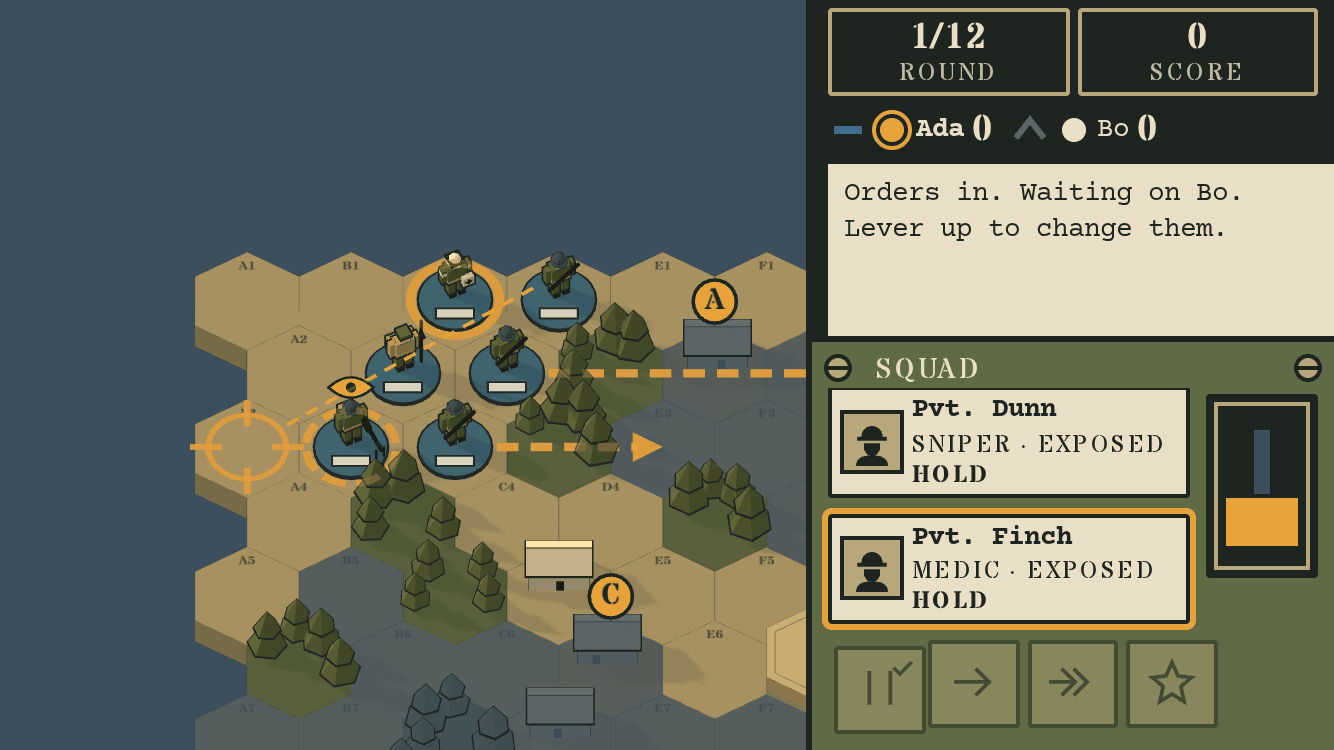 1/12
ROUND
0
SCORE
Ada 0
Bo 0
Orders in. Waiting on Bo.
Lever up to change them.
SQUAD
Pvt. Dunn
SNIPER · EXPOSED
HOLD
Pvt. Finch
MEDIC · EXPOSED
HOLD
A1
B1
E1
F1
A
A2
E3
F3
A4
C4
D4
A5
B5
E5
F5
C
B6
C6
E6
A7
B7
E7
F7